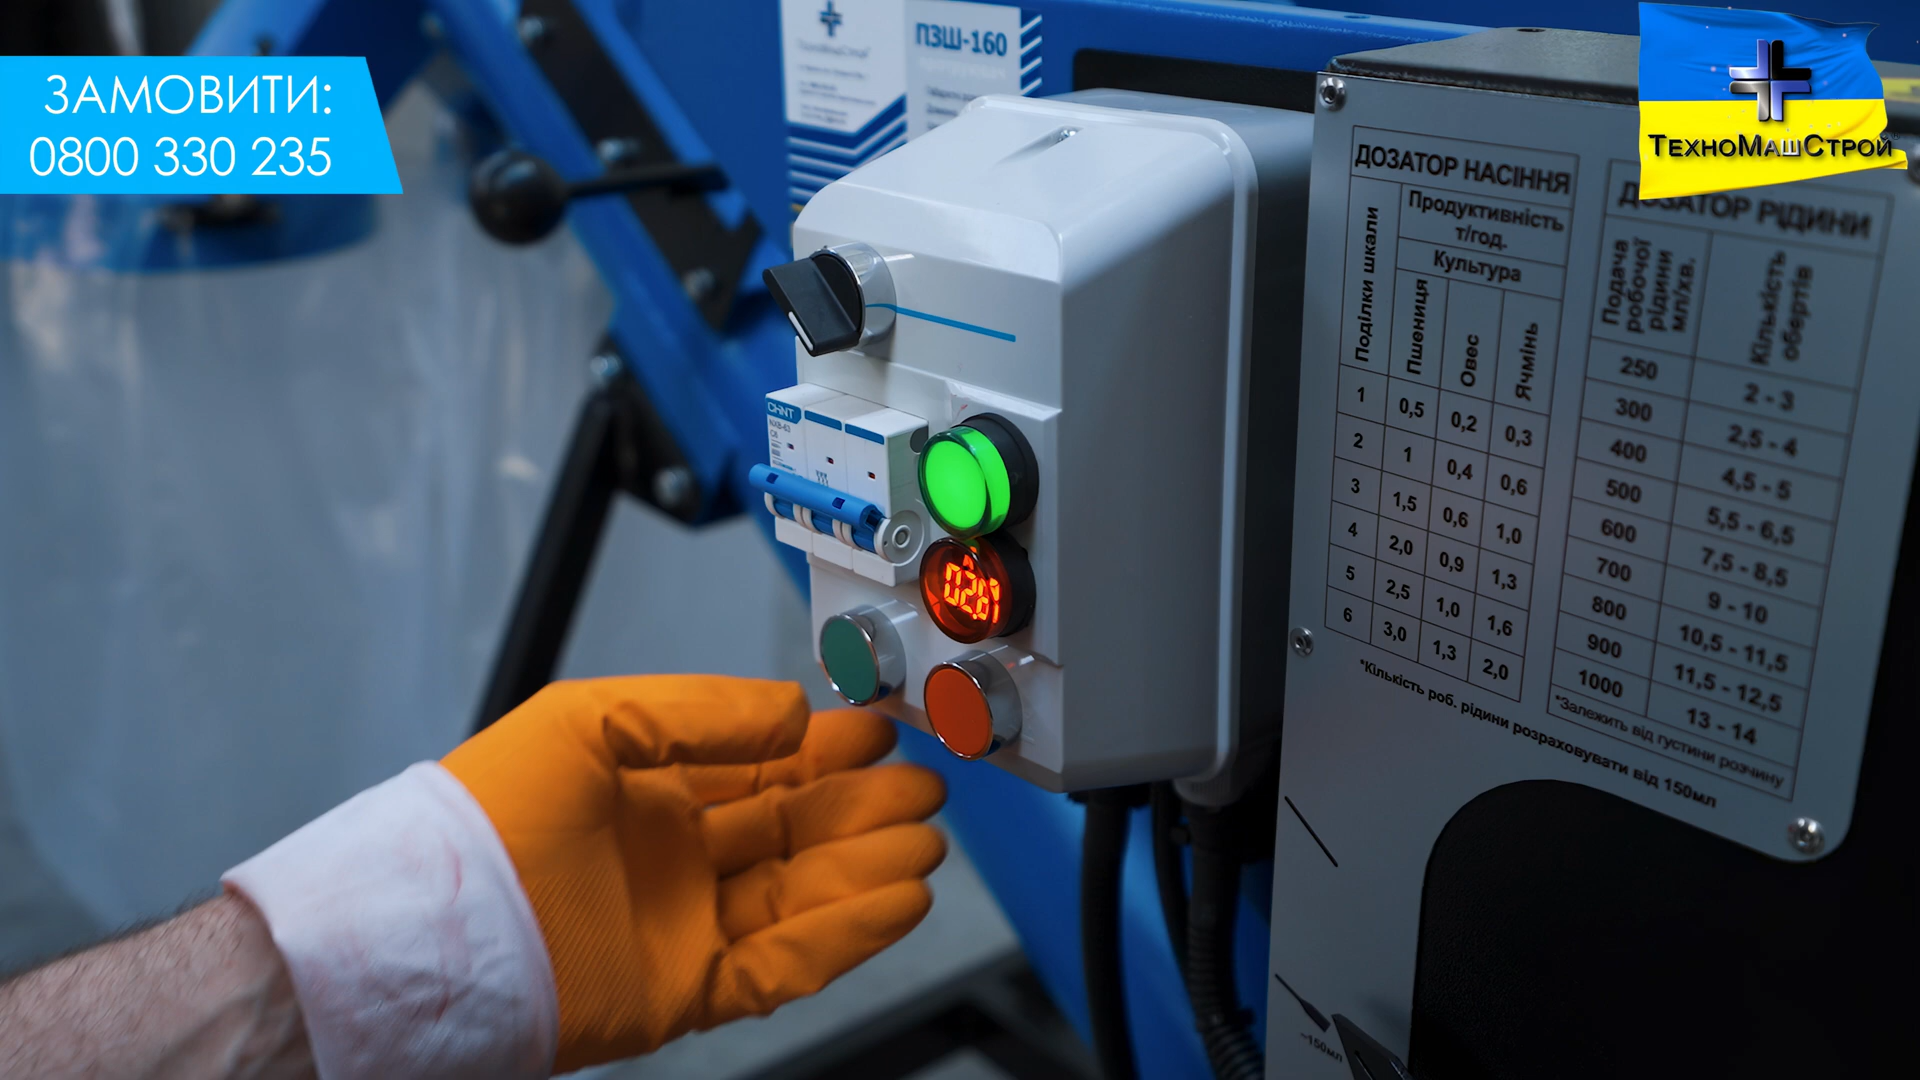 ЗАМОВИТИ:
0800 330 235
ТехноМашСтрой
ПЗШ-160
ТехноМашСтрой
CHNT
NXB-63
C6
ДОЗАТОР НАСІННЯ
Поділки шкали
Продуктивність
т/год.
Культура
Пшениця
Овес
Ячмінь
1 0,5 0,2 0,3
2 1 0,4 0,6
3 1,5 0,6 1,0
4 2,0 0,9 1,3
5 2,5 1,0 1,6
6 3,0 1,3 2,0
ДОЗАТОР РІДИНИ
Подача
робочої
рідини
мл/хв.
Кількість
обертів
250 2 - 3
300 2,5 - 4
400 4,5 - 5
500 5,5 - 6,5
600 7,5 - 8,5
700 9 - 10
800 10,5 - 11,5
900 11,5 - 12,5
1000 13 - 14
*Залежить від густини розчину
*Кількість роб. рідини розраховувати від 150мл
~150мл